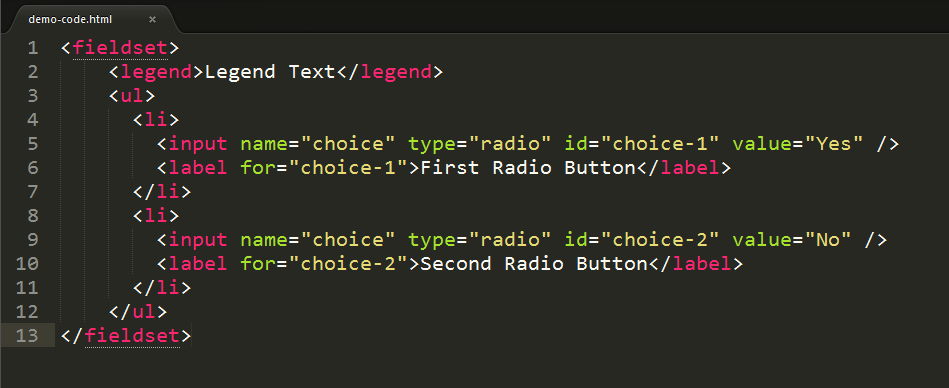 demo-code.html ×
1 <fieldset>
2     <legend>Legend Text</legend>
3     <ul>
4       <li>
5         <input name="choice" type="radio" id="choice-1" value="Yes" />
6         <label for="choice-1">First Radio Button</label>
7       </li>
8       <li>
9         <input name="choice" type="radio" id="choice-2" value="No" />
10         <label for="choice-2">Second Radio Button</label>
11       </li>
12     </ul>
13 </fieldset>